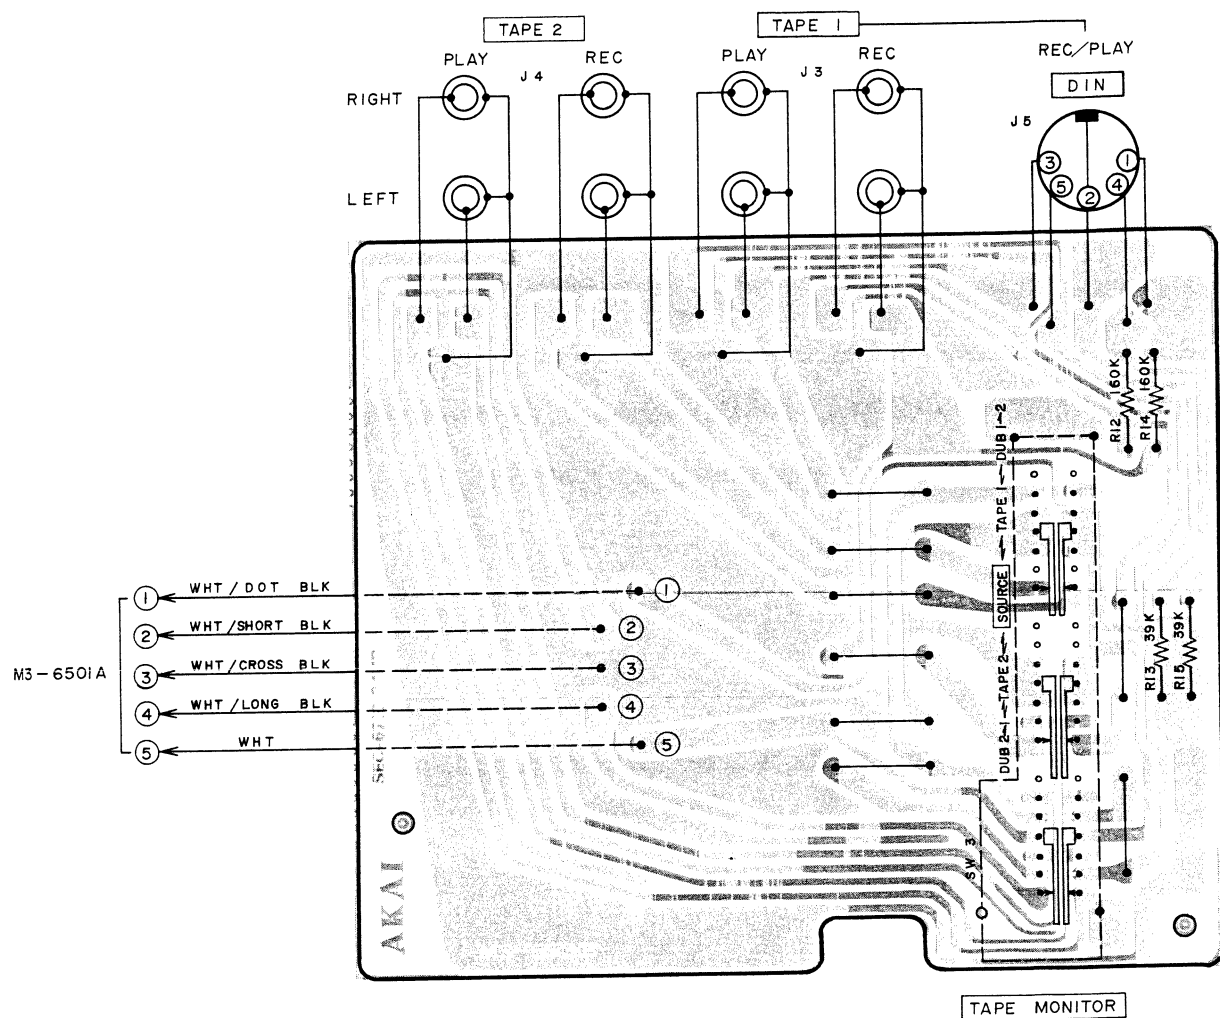 TAPE 2
TAPE 1
PLAY
J4
REC
PLAY
J3
REC
REC/PLAY
DIN
RIGHT
J5
LEFT
3
5
2
4
1
R12 160K
R14 160K
DUB 2-1 TAPE 2 SOURCE TAPE 1 DUB 1-2
1 WHT/DOT BLK 1
2 WHT/SHORT BLK 2
3 WHT/CROSS BLK 3
4 WHT/LONG BLK 4
5 WHT 5
M3-6501A
R13 39K
R15 39K
SW 3
AKAI
TAPE MONITOR